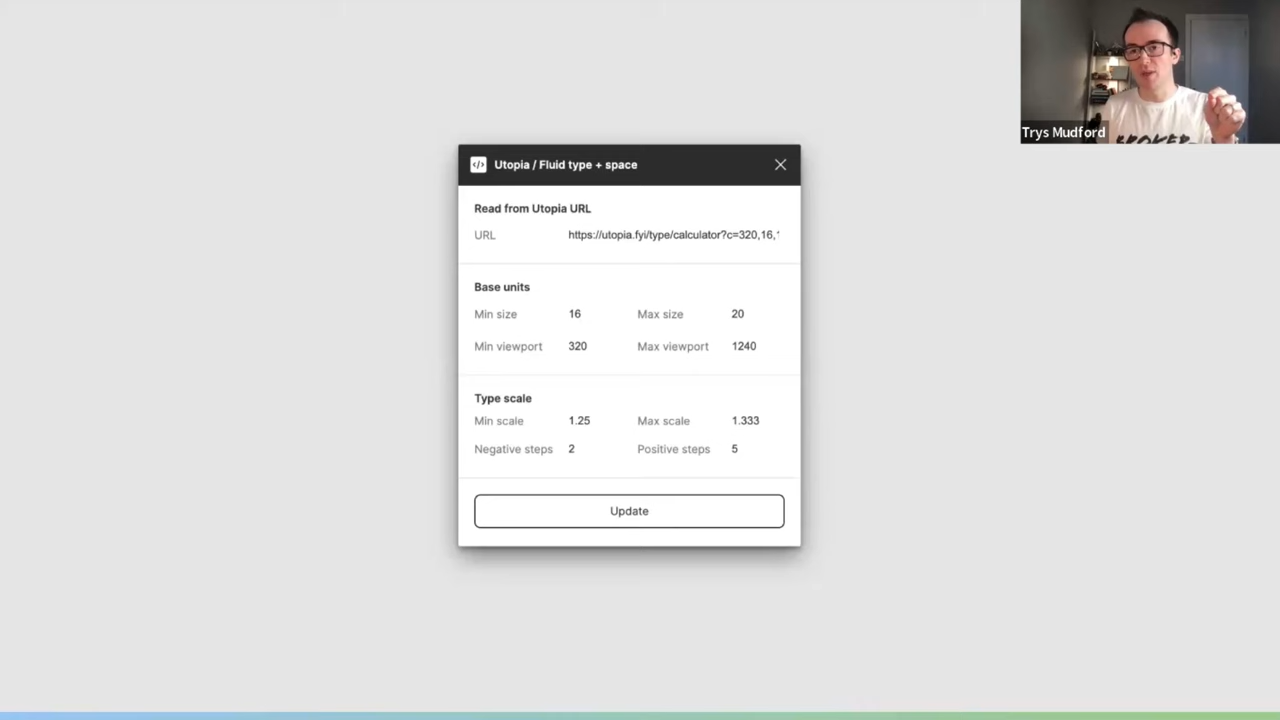 Trys Mudford
Utopia / Fluid type + space
Read from Utopia URL
URL https://utopia.fyi/type/calculator?c=320,16,
Base units
Min size 16 Max size 20
Min viewport 320 Max viewport 1240
Type scale
Min scale 1.25 Max scale 1.333
Negative steps 2 Positive steps 5
Update